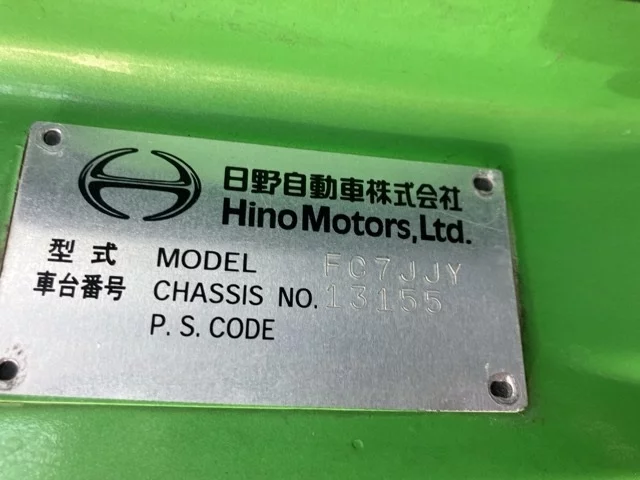 日野自動車株式会社
Hino Motors, Ltd.
型式 MODEL FC7JJY
車台番号 CHASSIS NO. 13155
P. S. CODE